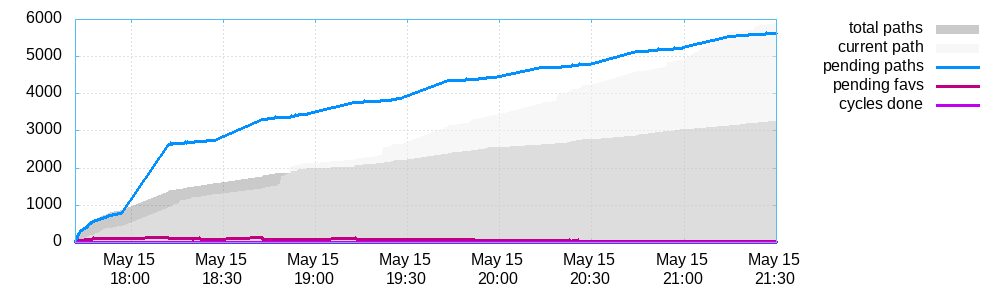 6000
5000
4000
3000
2000
1000
0
May 15 May 15 May 15 May 15 May 15 May 15 May 15 May 15
18:00 18:30 19:00 19:30 20:00 20:30 21:00 21:30
total paths
current path
pending paths
pending favs
cycles done